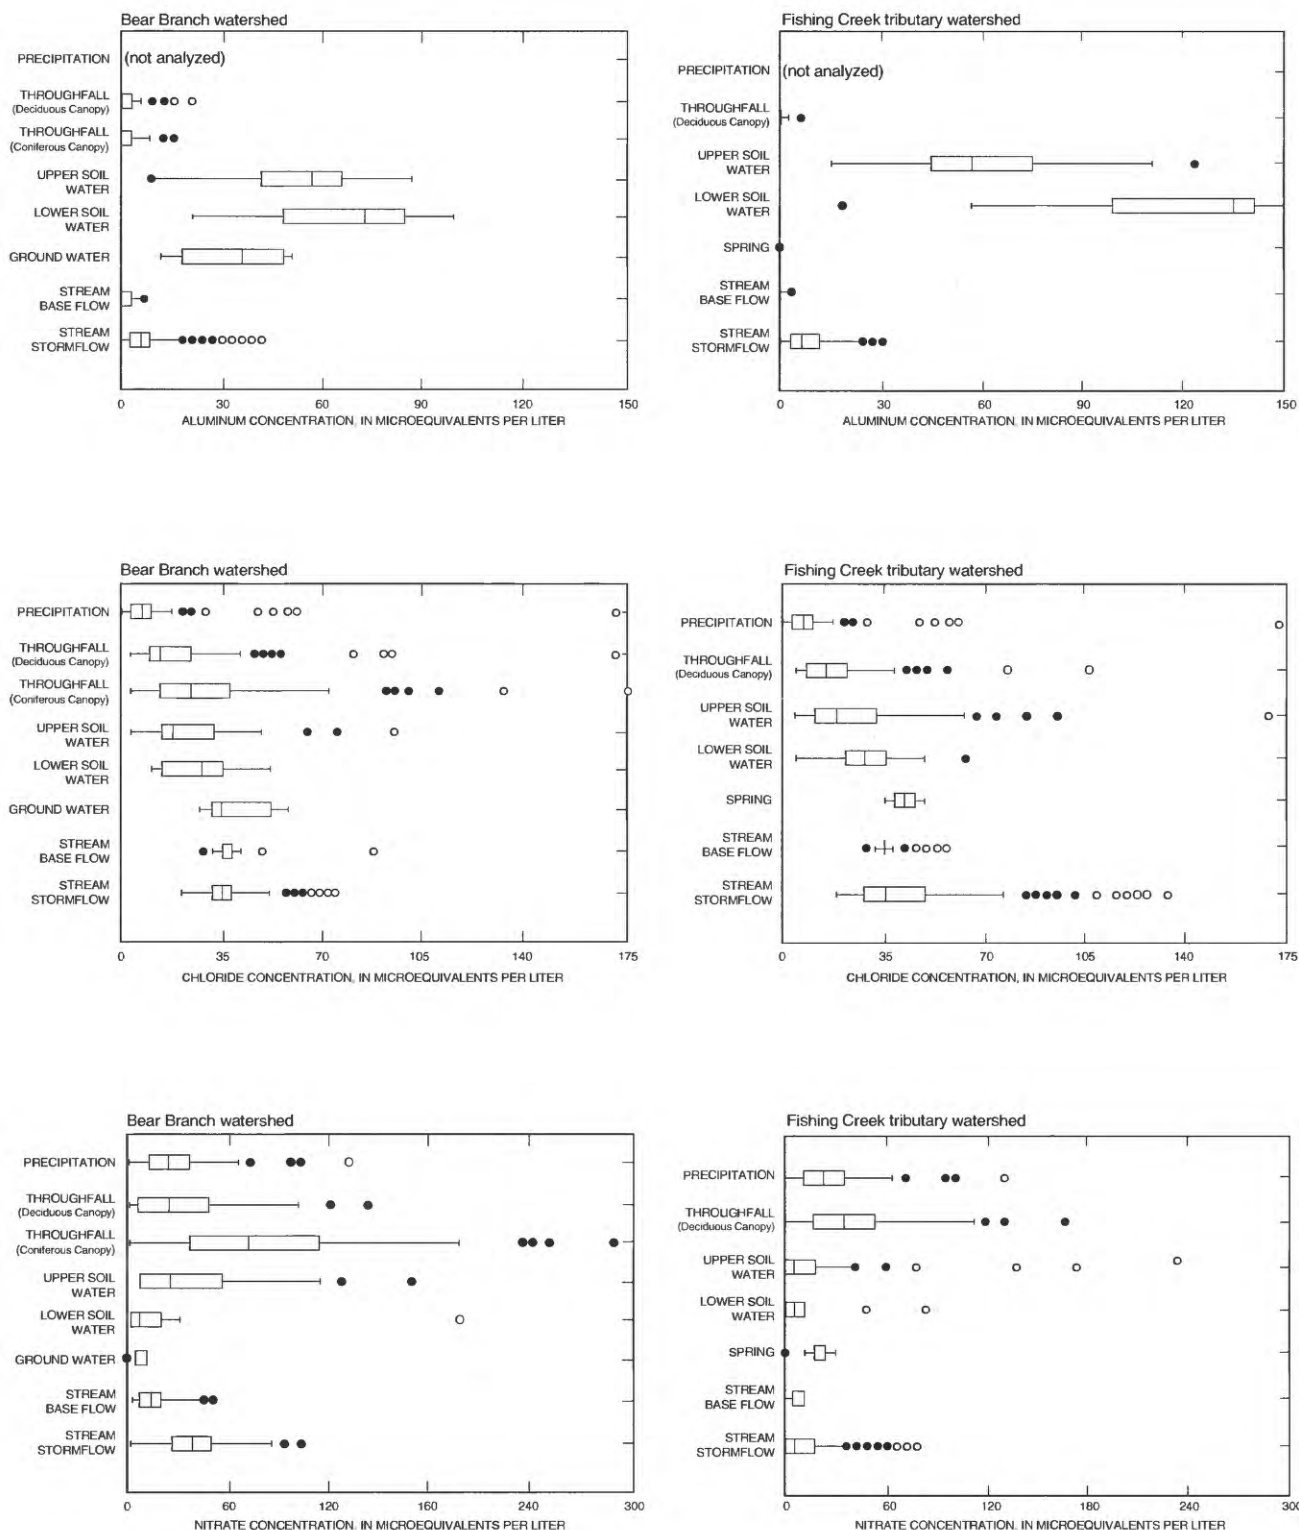 Bear Branch watershed
PRECIPITATION (not analyzed)
THROUGHFALL
(Deciduous Canopy)
THROUGHFALL
(Coniferous Canopy)
UPPER SOIL
WATER
LOWER SOIL
WATER
GROUND WATER
STREAM
BASE FLOW
STREAM
STORMFLOW
0 30 60 90 120 150
ALUMINUM CONCENTRATION, IN MICROEQUIVALENTS PER LITER
Fishing Creek tributary watershed
PRECIPITATION (not analyzed)
THROUGHFALL
(Deciduous Canopy)
UPPER SOIL
WATER
LOWER SOIL
WATER
SPRING
STREAM
BASE FLOW
STREAM
STORMFLOW
0 30 60 90 120 150
ALUMINUM CONCENTRATION, IN MICROEQUIVALENTS PER LITER
Bear Branch watershed
PRECIPITATION
THROUGHFALL
(Deciduous Canopy)
THROUGHFALL
(Coniferous Canopy)
UPPER SOIL
WATER
LOWER SOIL
WATER
GROUND WATER
STREAM
BASE FLOW
STREAM
STORMFLOW
0 35 70 105 140 175
CHLORIDE CONCENTRATION, IN MICROEQUIVALENTS PER LITER
Fishing Creek tributary watershed
PRECIPITATION
THROUGHFALL
(Deciduous Canopy)
UPPER SOIL
WATER
LOWER SOIL
WATER
SPRING
STREAM
BASE FLOW
STREAM
STORMFLOW
0 35 70 105 140 175
CHLORIDE CONCENTRATION, IN MICROEQUIVALENTS PER LITER
Bear Branch watershed
PRECIPITATION
THROUGHFALL
(Deciduous Canopy)
THROUGHFALL
(Coniferous Canopy)
UPPER SOIL
WATER
LOWER SOIL
WATER
GROUND WATER
STREAM
BASE FLOW
STREAM
STORMFLOW
0 60 120 160 240 300
NITRATE CONCENTRATION, IN MICROEQUIVALENTS PER LITER
Fishing Creek tributary watershed
PRECIPITATION
THROUGHFALL
(Deciduous Canopy)
UPPER SOIL
WATER
LOWER SOIL
WATER
SPRING
STREAM
BASE FLOW
STREAM
STORMFLOW
0 60 120 180 240 300
NITRATE CONCENTRATION, IN MICROEQUIVALENTS PER LITER